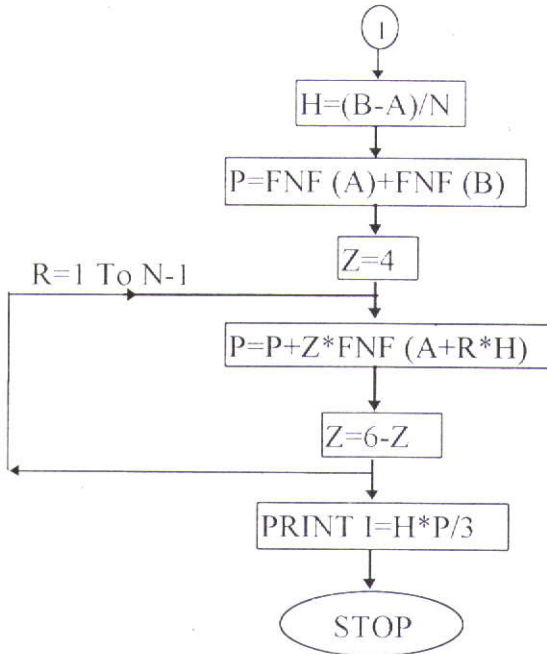 1
H=(B-A)/N
P=FNF (A)+FNF (B)
Z=4
R=1 To N-1
P=P+Z*FNF (A+R*H)
Z=6-Z
PRINT I=H*P/3
STOP